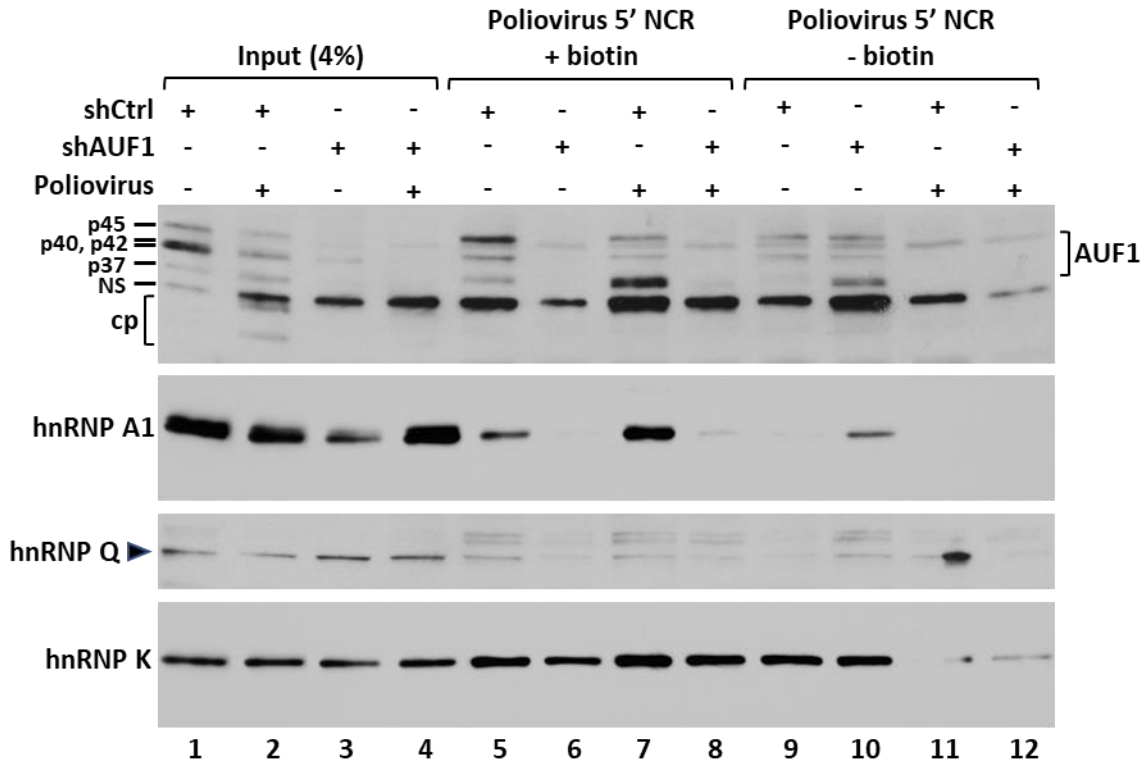 Poliovirus 5’ NCR Poliovirus 5’ NCR
Input (4%) + biotin - biotin
shCtrl + + - - + - + - + - + -
shAUF1 - - + + - + - + - + - +
Poliovirus - + - + - - + + - - + +
p45
p40, p42
p37
NS
cp
AUF1
hnRNP A1
hnRNP Q
hnRNP K
1 2 3 4 5 6 7 8 9 10 11 12